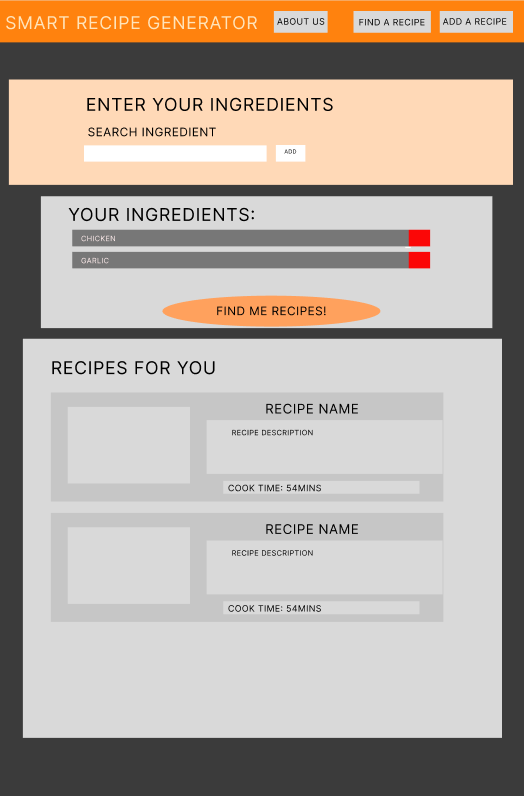 SMART RECIPE GENERATOR
ABOUT US
FIND A RECIPE
ADD A RECIPE
ENTER YOUR INGREDIENTS
SEARCH INGREDIENT
ADD
YOUR INGREDIENTS:
CHICKEN
GARLIC
FIND ME RECIPES!
RECIPES FOR YOU
RECIPE NAME
RECIPE DESCRIPTION
COOK TIME: 54MINS
RECIPE NAME
RECIPE DESCRIPTION
COOK TIME: 54MINS